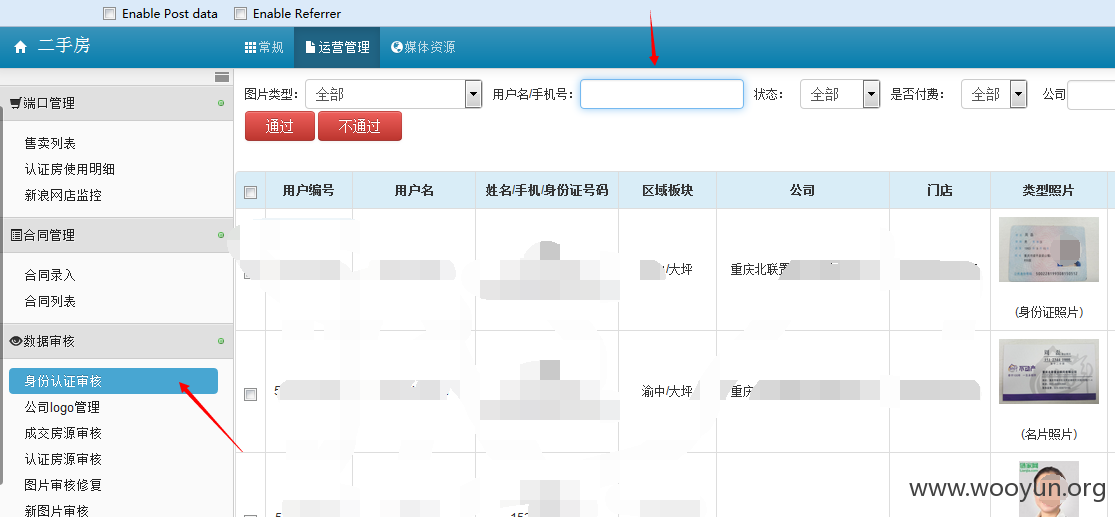 Enable Post data Enable Referrer
二手房 常规 运营管理 媒体资源
端口管理
售卖列表
认证房使用明细
新浪网店监控
合同管理
合同录入
合同列表
数据审核
身份认证审核
公司logo管理
成交房源审核
认证房源审核
图片审核修复
新图片审核
图片类型： 全部 用户名/手机号： 状态： 全部 是否付费： 全部 公司
通过 不通过
用户编号 用户名 姓名/手机/身份证号码 区域板块 公司 门店 类型照片
/大坪 重庆北联置
(身份证照片)
5 渝中/大坪 重庆
不动产
(名片照片)
5 152
www.wooyun.org